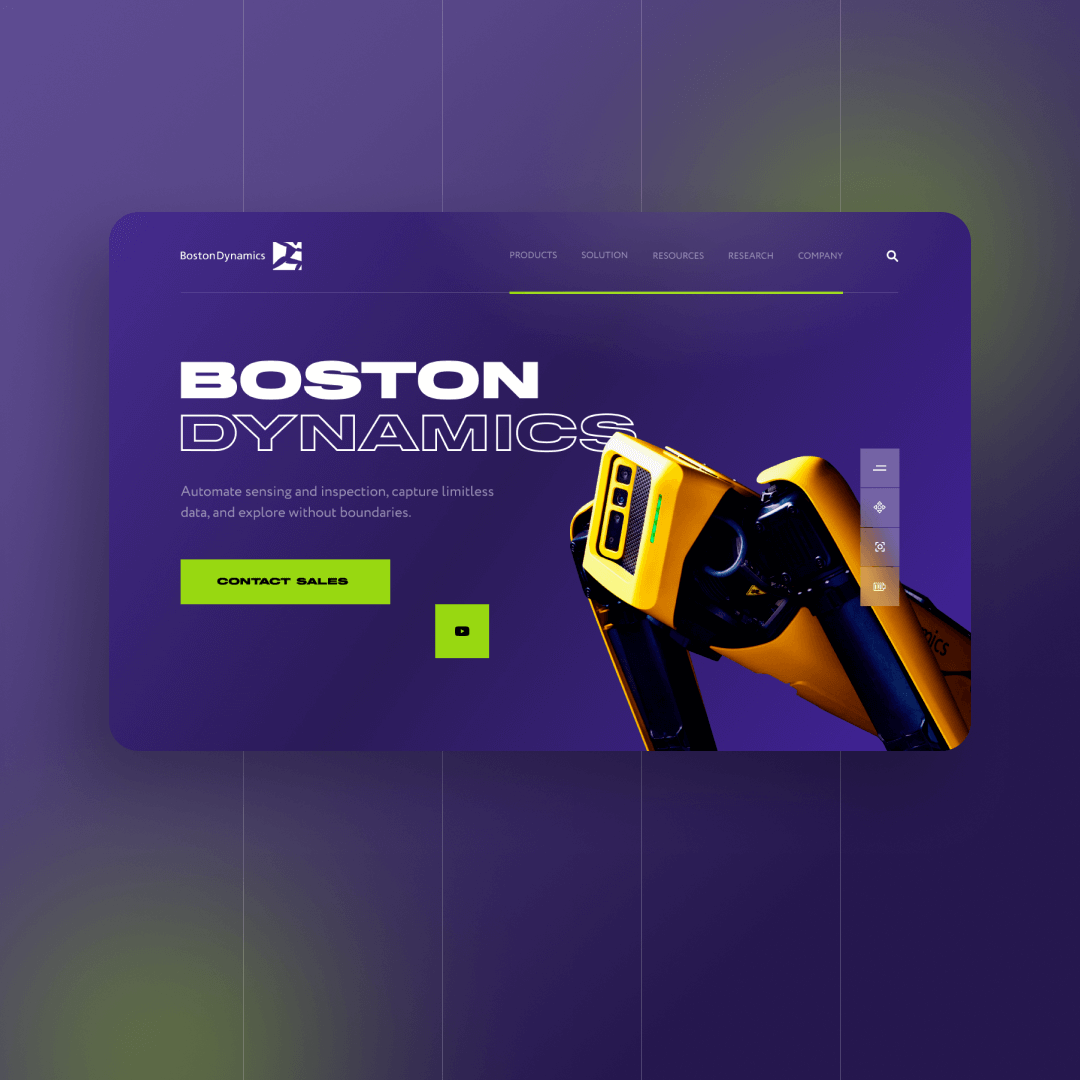 BostonDynamics
PRODUCTS SOLUTION RESOURCES RESEARCH COMPANY
BOSTON
DYNAMICS
Automate sensing and inspection, capture limitless
data, and explore without boundaries.
CONTACT SALES